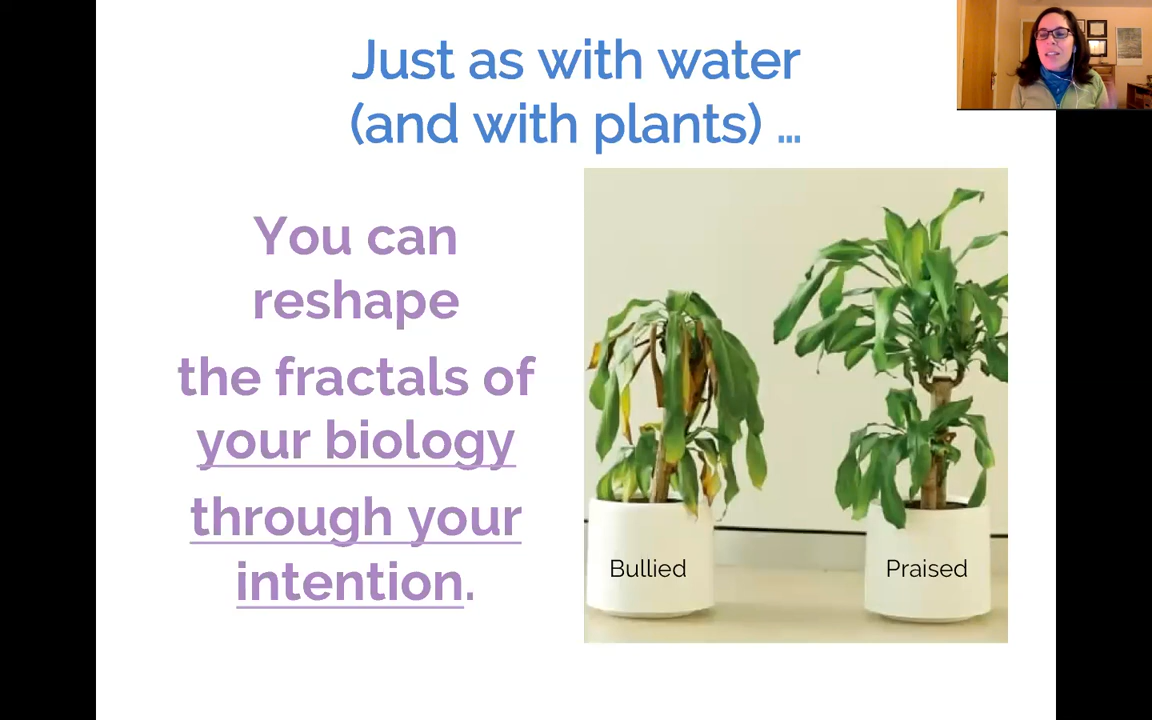 Just as with water
(and with plants) ...
You can
reshape
the fractals of
your biology
through your
intention.
Bullied
Praised